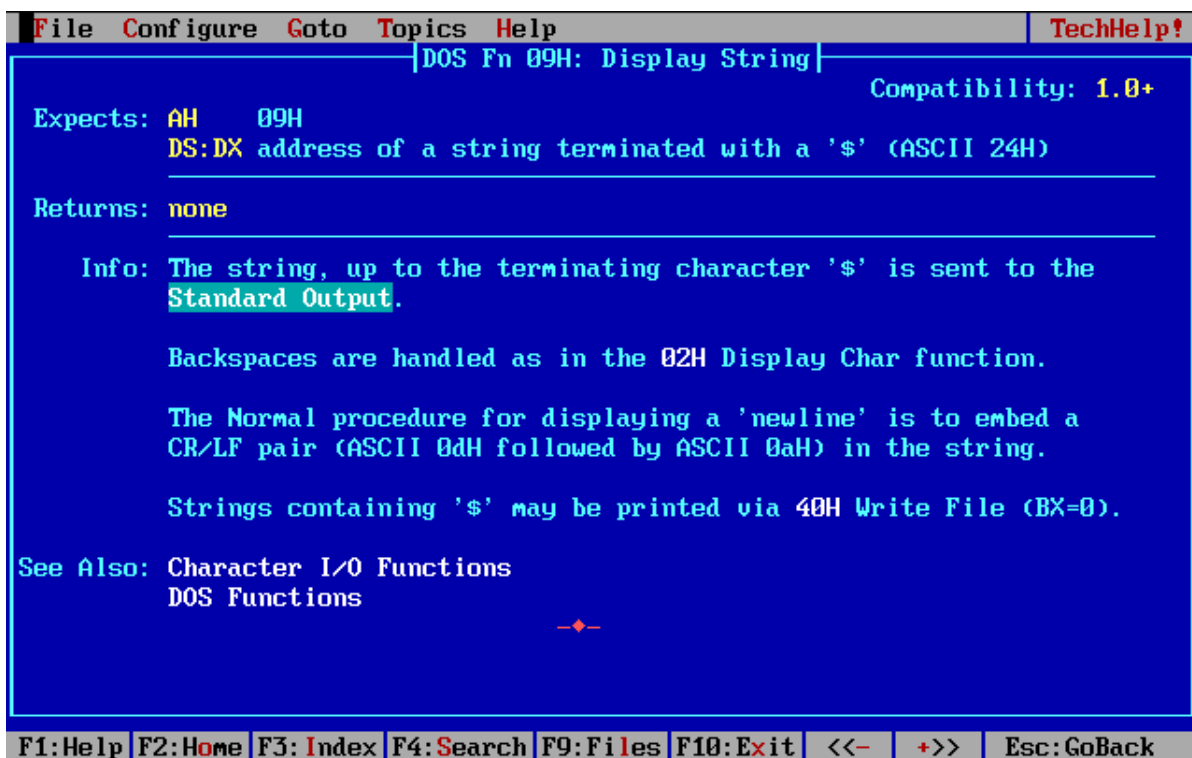 File Configure Goto Topics Help TechHelp!
DOS Fn 09H: Display String
Compatibility: 1.0+
Expects: AH 09H
DS:DX address of a string terminated with a '$' (ASCII 24H)
Returns: none
Info: The string, up to the terminating character '$' is sent to the
Standard Output.
Backspaces are handled as in the 02H Display Char function.
The Normal procedure for displaying a 'newline' is to embed a
CR/LF pair (ASCII 0dH followed by ASCII 0aH) in the string.
Strings containing '$' may be printed via 40H Write File (BX=0).
See Also: Character I/O Functions
DOS Functions
F1:Help F2:Home F3:Index F4:Search F9:Files F10:Exit <<- +>> Esc:GoBack